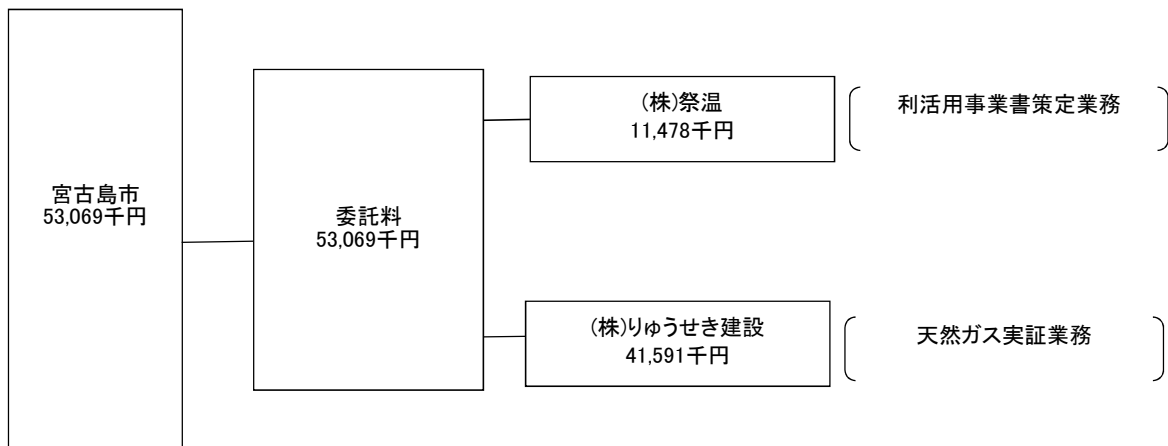 宮古島市
53,069千円
委託料
53,069千円
(株)祭温
11,478千円
利活用事業書策定業務
(株)りゅうせき建設
41,591千円
天然ガス実証業務